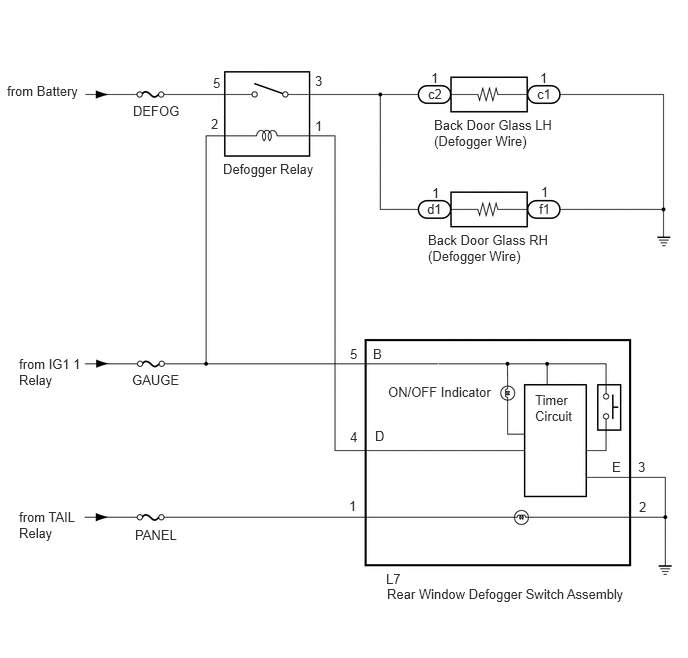 from Battery
DEFOG
5
3
2
1
Defogger Relay
1
1
c2
c1
Back Door Glass LH
(Defogger Wire)
1
1
d1
f1
Back Door Glass RH
(Defogger Wire)
from IG1 1
Relay
GAUGE
5
B
ON/OFF Indicator
Timer
Circuit
4
D
E
3
from TAIL
Relay
PANEL
1
2
L7
Rear Window Defogger Switch Assembly